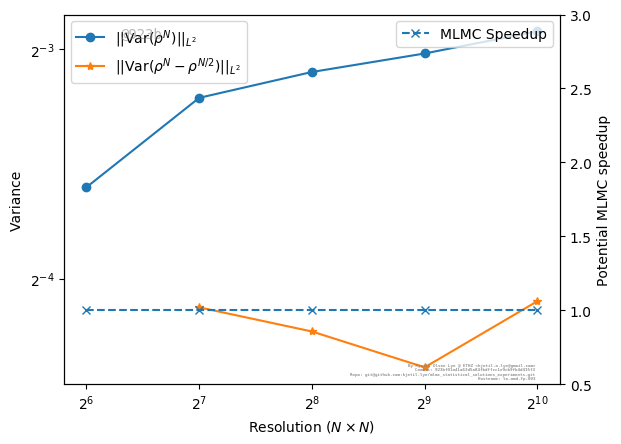 ||Var(ρ^N)||_{L^2}
||Var(ρ^N − ρ^{N/2})||_{L^2}
MLMC Speedup
2^{-3}
2^{-4}
Variance
3.0
2.5
2.0
1.5
1.0
0.5
Potential MLMC speedup
2^6
2^7
2^8
2^9
2^{10}
Resolution (N × N)